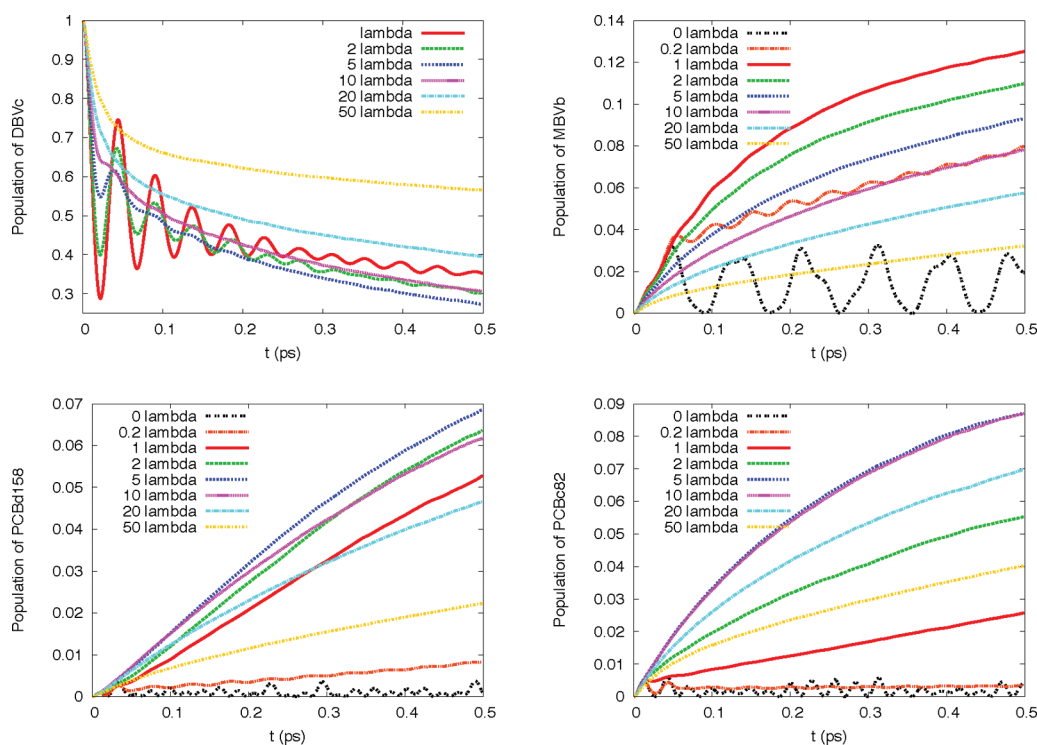 Population of DBVc
1
0.9
0.8
0.7
0.6
0.5
0.4
0.3
0
0.1
0.2
0.3
0.4
0.5
t (ps)
lambda
2 lambda
5 lambda
10 lambda
20 lambda
50 lambda
Population of MBVb
0.14
0.12
0.1
0.08
0.06
0.04
0.02
0
0
0.1
0.2
0.3
0.4
0.5
t (ps)
0 lambda
0.2 lambda
1 lambda
2 lambda
5 lambda
10 lambda
20 lambda
50 lambda
Population of PCBd158
0.07
0.06
0.05
0.04
0.03
0.02
0.01
0
0
0.1
0.2
0.3
0.4
0.5
t (ps)
0 lambda
0.2 lambda
1 lambda
2 lambda
5 lambda
10 lambda
20 lambda
50 lambda
Population of PCBc82
0.09
0.08
0.07
0.06
0.05
0.04
0.03
0.02
0.01
0
0
0.1
0.2
0.3
0.4
0.5
t (ps)
0 lambda
0.2 lambda
1 lambda
2 lambda
5 lambda
10 lambda
20 lambda
50 lambda